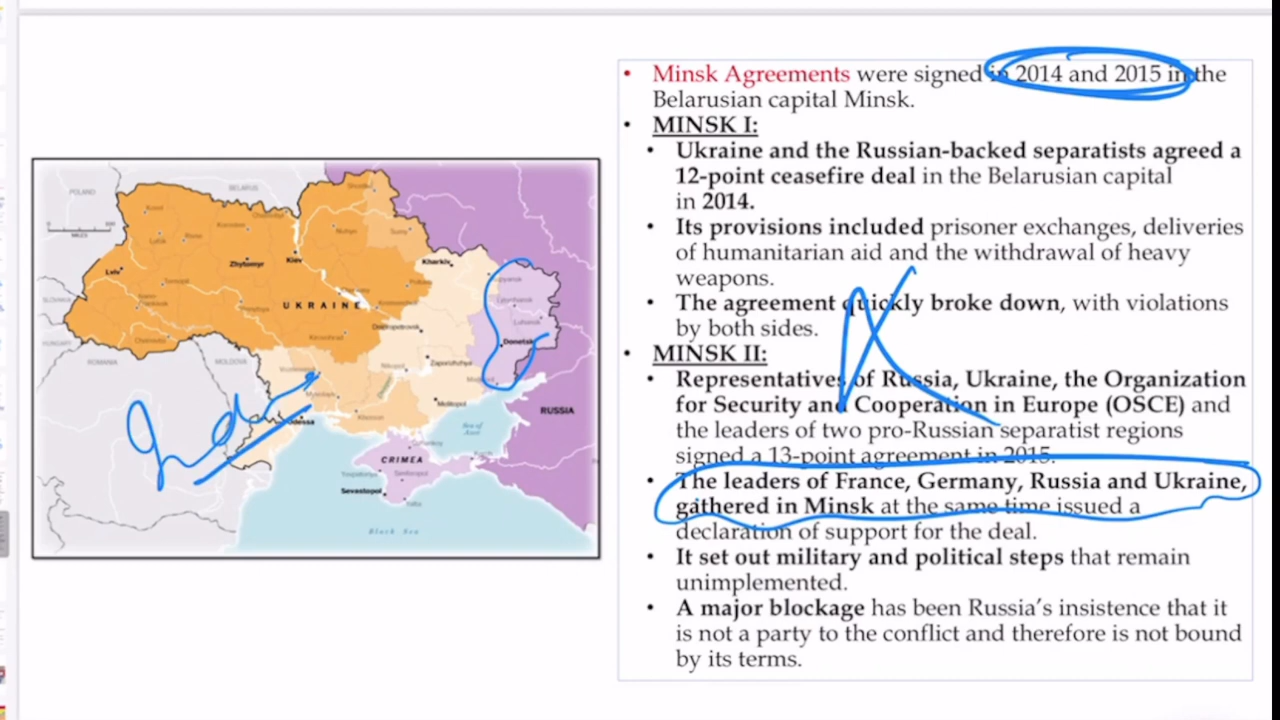 • Minsk Agreements were signed in 2014 and 2015 in the
Belarusian capital Minsk.
• MINSK I:
• Ukraine and the Russian-backed separatists agreed a
12-point ceasefire deal in the Belarusian capital
in 2014.
• Its provisions included prisoner exchanges, deliveries
of humanitarian aid and the withdrawal of heavy
weapons.
• The agreement quickly broke down, with violations
by both sides.
• MINSK II:
• Representatives of Russia, Ukraine, the Organization
for Security and Cooperation in Europe (OSCE) and
the leaders of two pro-Russian separatist regions
signed a 13-point agreement in 2015.
• The leaders of France, Germany, Russia and Ukraine,
gathered in Minsk at the same time issued a
declaration of support for the deal.
• It set out military and political steps that remain
unimplemented.
• A major blockage has been Russia's insistence that it
is not a party to the conflict and therefore is not bound
by its terms.
POLAND
BELARUS
Sumy
Kharkiv
Lviv
Zhytomyr
Kiev
UKRAINE
Dnepropetrovsk
Luhansk
Donetsk
ROMANIA
MOLDOVA
Zaporizhzhya
Melitopol
Odessa
RUSSIA
Sea of
Azov
CRIMEA
Sevastopol
Black Sea